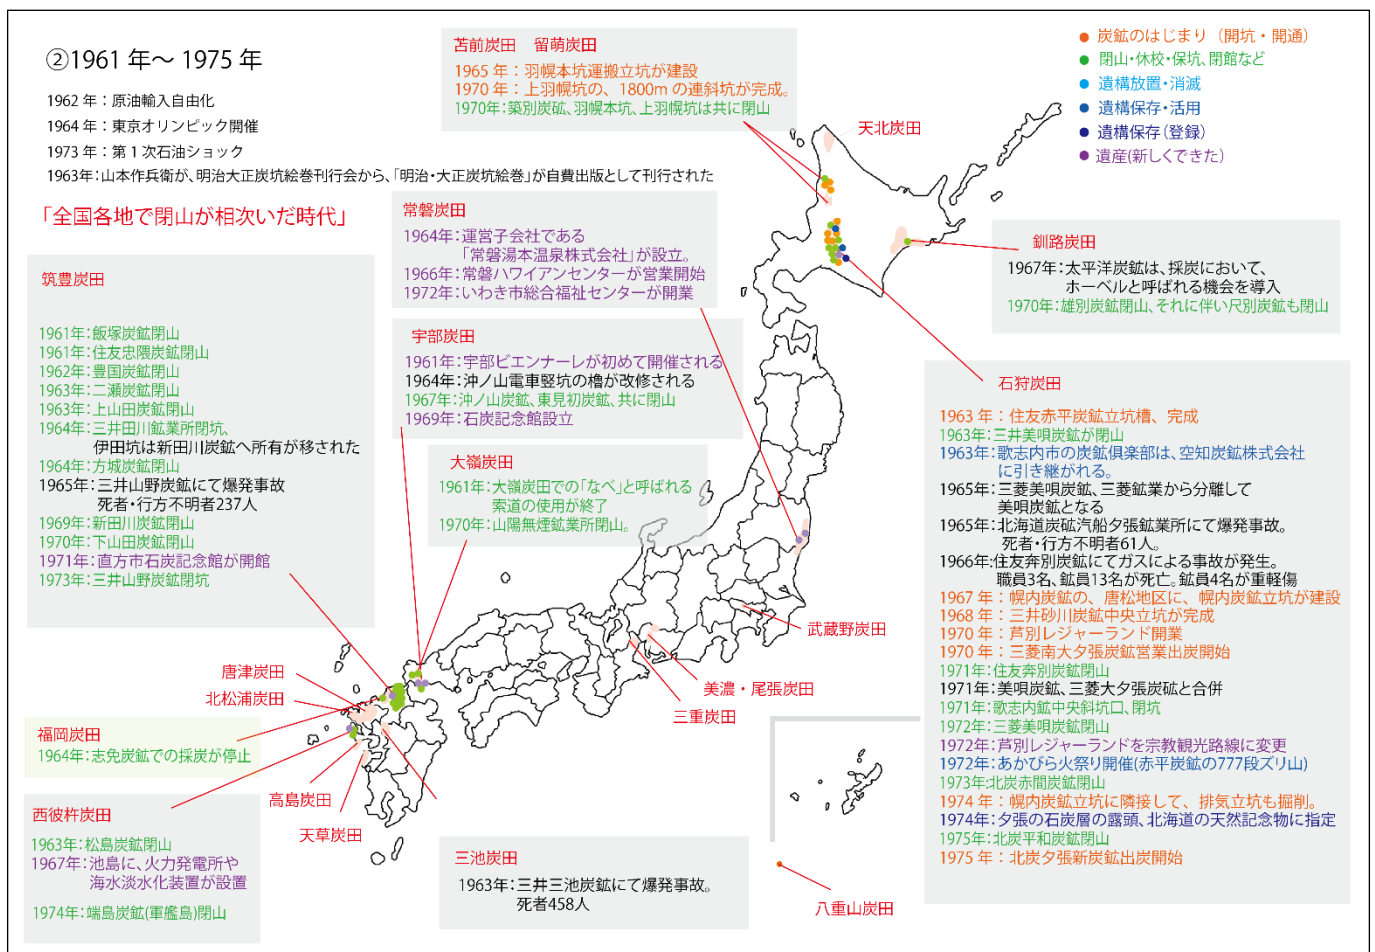 ②1961 年～ 1975 年
1962 年：原油輸入自由化
1964 年：東京オリンピック開催
1973 年：第 1 次石油ショック
1963年：山本作兵衛が、明治大正炭坑絵巻刊行会から、「明治・大正炭坑絵巻」が自費出版として刊行された
「全国各地で閉山が相次いだ時代」
苫前炭田　留萌炭田
1965 年：羽幌本坑運搬立坑が建設
1970 年：上羽幌坑の、1800m の連斜坑が完成。
1970年：築別炭砿、羽幌本坑、上羽幌坑は共に閉山
炭鉱のはじまり（開坑・開通）
閉山・休校・保坑、閉館など
遺構放置・消滅
遺構保存・活用
遺構保存（登録）
遺産(新しくできた）
天北炭田
釧路炭田
1967年：太平洋炭鉱は、採炭において、
ホーベルと呼ばれる機会を導入
1970年：雄別炭鉱閉山、それに伴い尺別炭鉱も閉山
常磐炭田
1964年：運営子会社である
「常磐湯本温泉株式会社」が設立。
1966年：常磐ハワイアンセンターが営業開始
1972年：いわき市総合福祉センターが開業
筑豊炭田
1961年：飯塚炭鉱閉山
1961年：住友忠隈炭鉱閉山
1962年：豊国炭鉱閉山
1963年：二瀬炭鉱閉山
1963年：上山田炭鉱閉山
1964年：三井田川鉱業所閉坑、
伊田坑は新田川炭鉱へ所有が移された
1964年：方城炭鉱閉山
1965年：三井山野炭鉱にて爆発事故
死者・行方不明者237人
1969年：新田川炭鉱閉山
1970年：下山田炭鉱閉山
1971年：直方市石炭記念館が開館
1973年：三井山野炭鉱閉坑
宇部炭田
1961年：宇部ビエンナーレが初めて開催される
1964年：沖ノ山電車竪坑の櫓が改修される
1967年：沖ノ山炭鉱、東見初炭鉱、共に閉山
1969年：石炭記念館設立
大嶺炭田
1961年：大嶺炭田での「なべ」と呼ばれる
索道の使用が終了
1970年：山陽無煙鉱業所閉山。
石狩炭田
1963 年：住友赤平炭鉱立坑槽、完成
1963年：三井美唄炭鉱が閉山
1963年：歌志内市の炭鉱倶楽部は、空知炭鉱株式会社
に引き継がれる。
1965年：三菱美唄炭鉱、三菱鉱業から分離して
美唄炭鉱となる
1965年：北海道炭鉱汽船夕張鉱業所にて爆発事故。
死者・行方不明者61人。
1966年：住友奔別炭鉱にてガスによる事故が発生。
職員3名、鉱員13名が死亡。鉱員4名が重軽傷
1967 年：幌内炭鉱の、唐松地区に、幌内炭鉱立坑が建設
1968 年：三井砂川炭鉱中央立坑が完成
1970 年：芦別レジャーランド開業
1970 年：三菱南大夕張炭鉱営業出炭開始
1971年：住友奔別炭鉱閉山
1971年：美唄炭鉱、三菱大夕張炭砿と合併
1971年：歌志内鉱中央斜坑口、閉坑
1972年：三菱美唄炭鉱閉山
1972年：芦別レジャーランドを宗教観光路線に変更
1972年：あかびら火祭り開催(赤平炭鉱の777段ズリ山)
1973年：北炭赤間炭鉱閉山
1974 年：幌内炭鉱立坑に隣接して、排気立坑も掘削。
1974年：夕張の石炭層の露頭、北海道の天然記念物に指定
1975年：北炭平和炭鉱閉山
1975 年：北炭夕張新炭鉱出炭開始
武蔵野炭田
美濃・尾張炭田
三重炭田
唐津炭田
北松浦炭田
福岡炭田
1964年：志免炭鉱での採炭が停止
高島炭田
天草炭田
西彼杵炭田
1963年：松島炭鉱閉山
1967年：池島に、火力発電所や
海水淡水化装置が設置
1974年：端島炭鉱(軍艦島)閉山
三池炭田
1963年：三井三池炭鉱にて爆発事故。
死者458人
八重山炭田